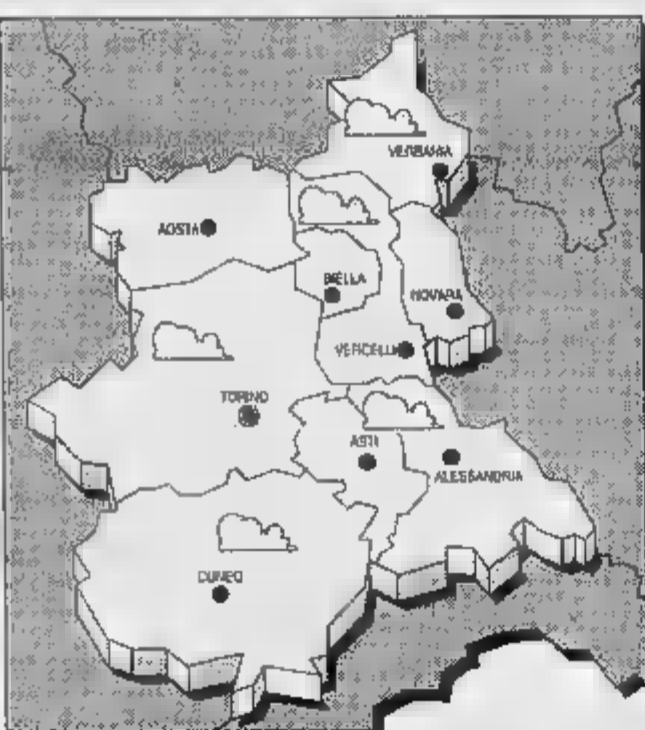 VERBANIA
AOSTA
BIELLA
NOVARA
VERCELLI
TORINO
ASTI
ALESSANDRIA
CUNEO